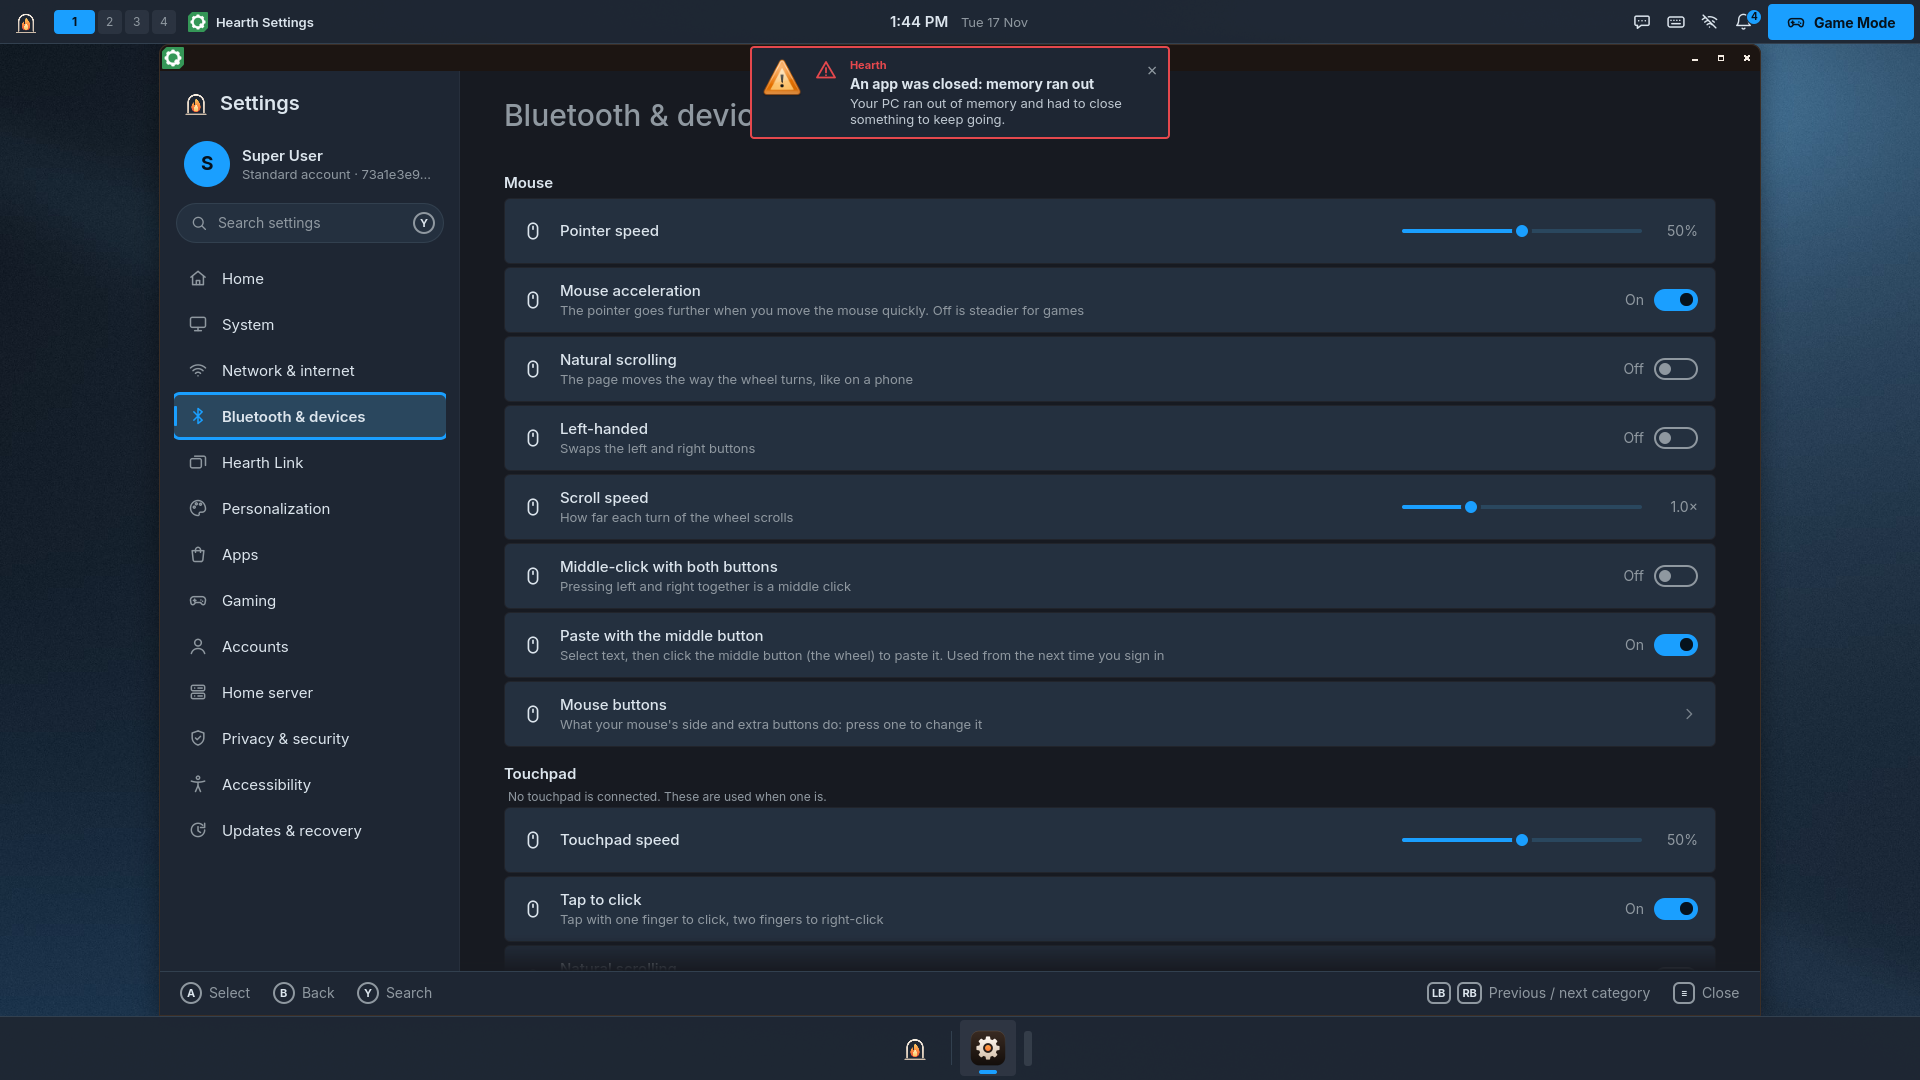 1 2 3 4 Hearth Settings
1:44 PM Tue 17 Nov
4 Game Mode
Hearth
An app was closed: memory ran out
Your PC ran out of memory and had to close
something to keep going.
Settings
S
Super User
Standard account · 73a1e3e9...
Search settings Y
Home
System
Network & internet
Bluetooth & devices
Hearth Link
Personalization
Apps
Gaming
Accounts
Home server
Privacy & security
Accessibility
Updates & recovery
Bluetooth & devic
Mouse
Pointer speed 50%
Mouse acceleration
The pointer goes further when you move the mouse quickly. Off is steadier for games
On
Natural scrolling
The page moves the way the wheel turns, like on a phone
Off
Left-handed
Swaps the left and right buttons
Off
Scroll speed
How far each turn of the wheel scrolls
1.0×
Middle-click with both buttons
Pressing left and right together is a middle click
Off
Paste with the middle button
Select text, then click the middle button (the wheel) to paste it. Used from the next time you sign in
On
Mouse buttons
What your mouse's side and extra buttons do: press one to change it
Touchpad
No touchpad is connected. These are used when one is.
Touchpad speed 50%
Tap to click
Tap with one finger to click, two fingers to right-click
On
Natural scrolling
A Select B Back Y Search
LB RB Previous / next category Close